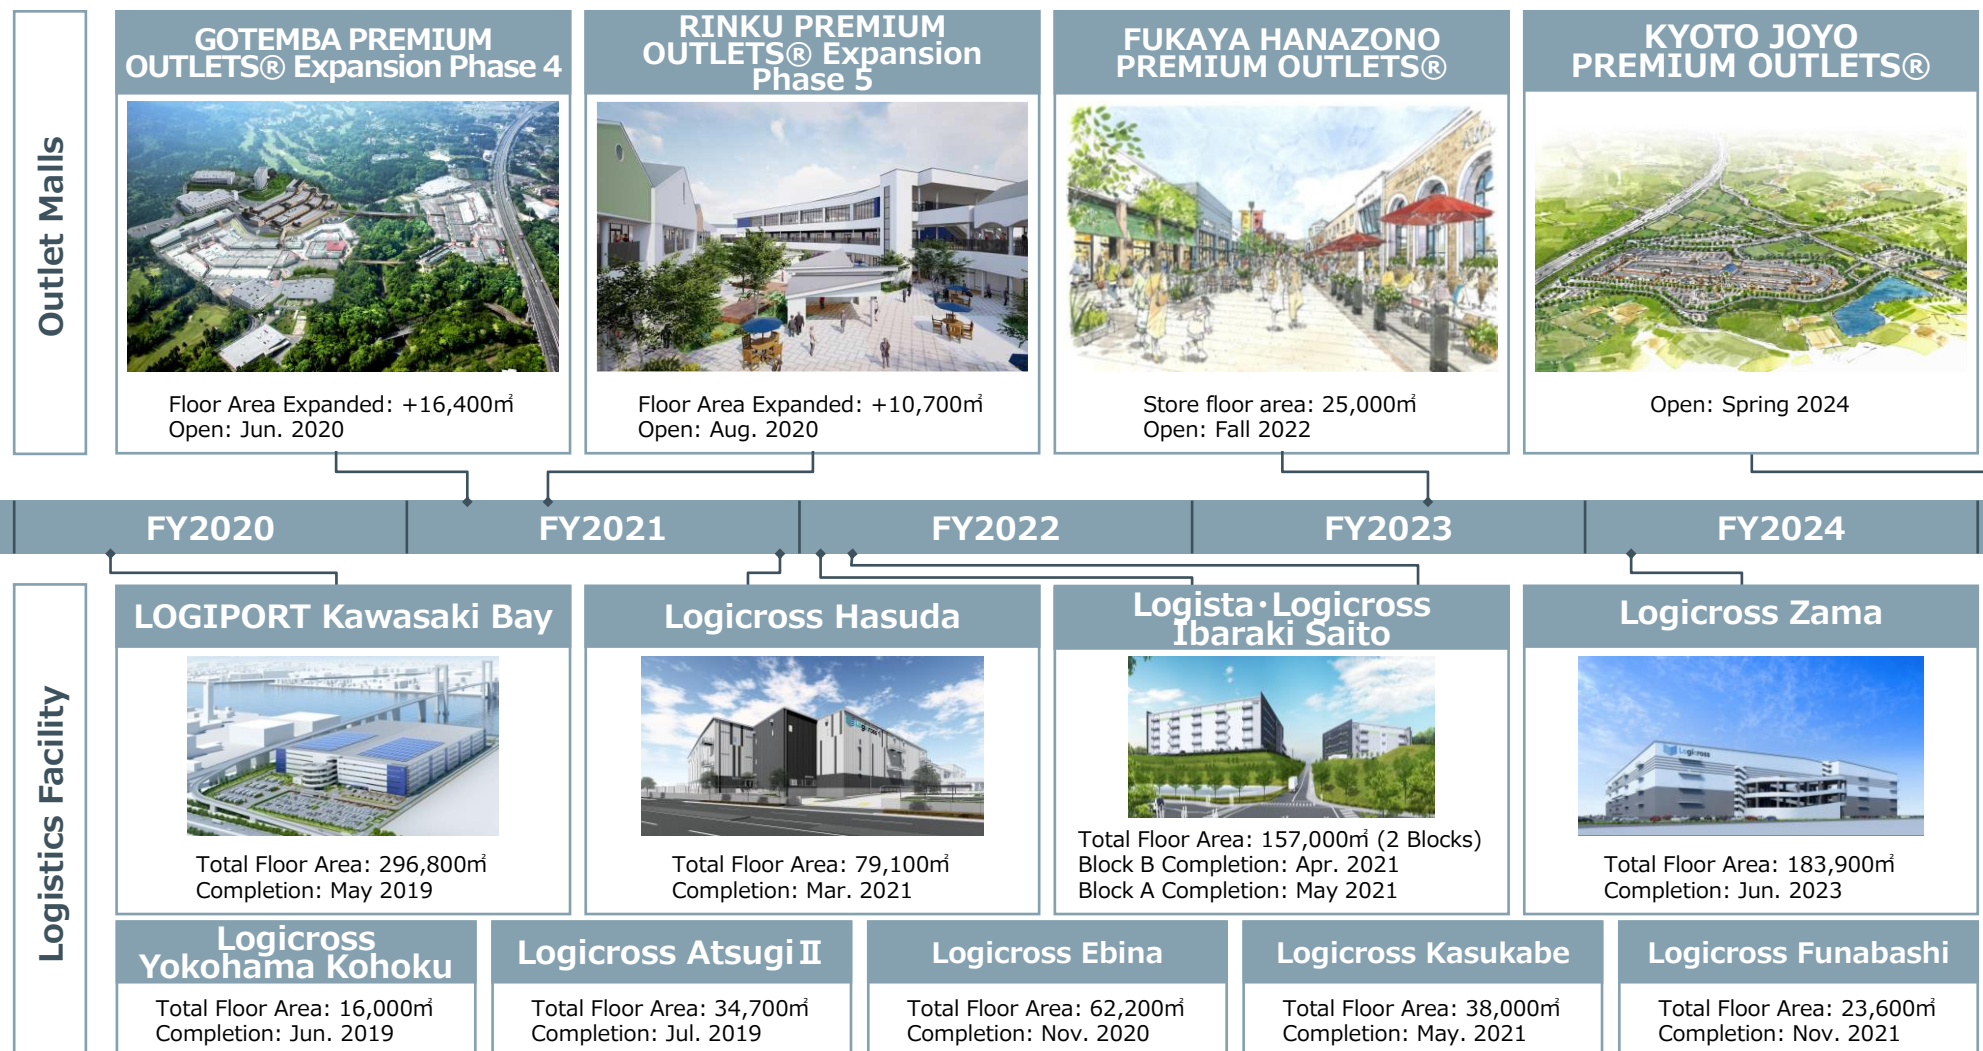 Outlet Malls
GOTEMBA PREMIUM
OUTLETS® Expansion Phase 4
Floor Area Expanded: +16,400㎡
Open: Jun. 2020
RINKU PREMIUM
OUTLETS® Expansion
Phase 5
Floor Area Expanded: +10,700㎡
Open: Aug. 2020
FUKAYA HANAZONO
PREMIUM OUTLETS®
Store floor area: 25,000㎡
Open: Fall 2022
KYOTO JOYO
PREMIUM OUTLETS®
Open: Spring 2024
FY2020
FY2021
FY2022
FY2023
FY2024
Logistics Facility
LOGIPORT Kawasaki Bay
Total Floor Area: 296,800㎡
Completion: May 2019
Logicross Hasuda
Logicross
Total Floor Area: 79,100㎡
Completion: Mar. 2021
Logista・Logicross
Ibaraki Saito
Total Floor Area: 157,000㎡ (2 Blocks)
Block B Completion: Apr. 2021
Block A Completion: May 2021
Logicross Zama
Logicross
Total Floor Area: 183,900㎡
Completion: Jun. 2023
Logicross
Yokohama Kohoku
Total Floor Area: 16,000㎡
Completion: Jun. 2019
Logicross AtsugiⅡ
Total Floor Area: 34,700㎡
Completion: Jul. 2019
Logicross Ebina
Total Floor Area: 62,200㎡
Completion: Nov. 2020
Logicross Kasukabe
Total Floor Area: 38,000㎡
Completion: May. 2021
Logicross Funabashi
Total Floor Area: 23,600㎡
Completion: Nov. 2021